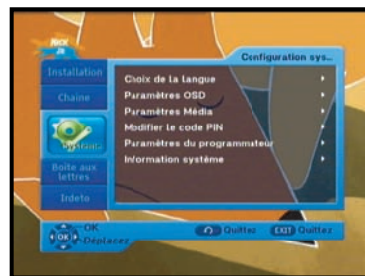 NICK
Jr.
Configuration sys...
Installation
Chaîne
Système
Boîte aux
lettres
Irdeto
Choix de la langue
Paramètres OSD
Paramètres Média
Modifier le code PIN
Paramètres du programmateur
Information système
OK
OK
Déplacez
Quittez
EXIT Quittez